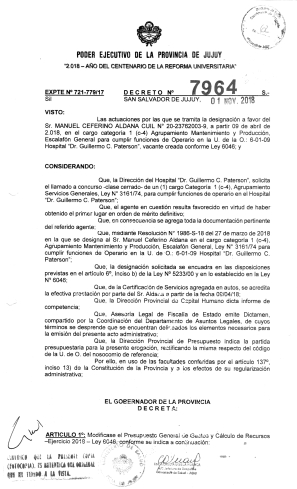 PODER EJECUTIVO DE LA PROVINCIA DE JUJUY
"2.018 – AÑO DEL CENTENARIO DE LA REFORMA UNIVERSITARIA"
EXPTE Nº 721-779/17 DECRETO Nº 7964 -S-
S/I SAN SALVADOR DE JUJUY, 01 NOV. 2018
VISTO:
Las actuaciones por las que se tramita la designación a favor del
Sr. MANUEL CEFERINO ALDANA CUIL N° 20-23762003-9, a partir 09 de abril de
2.018, en el cargo categoría 1 (c-4) Agrupamiento Mantenimiento y Producción,
Escalafón General para cumplir funciones de Operario en la U. de O.: 6-01-09
Hospital "Dr. Guillermo C. Paterson", vacante creada conforme Ley 6046; y
CONSIDERANDO:
Que, la Dirección del Hospital "Dr. Guillermo C. Paterson", solicita
el llamado a concurso -clase cerrado- de un (1) cargo Categoría 1 (c-4), Agrupamiento
Servicios Generales, Ley N° 3161/74, para cumplir funciones de operario en el Hospital
"Dr. Guillermo C. Paterson";
Que, el agente en cuestión resulta favorecido en virtud de haber
obtenido el primer lugar en orden de mérito definitivo;
Que, en consecuencia se agrega toda la documentación pertinente
del referido agente;
Que, mediante Resolución N° 1986-S-18 del 27 de marzo de 2018
en la que se designa al Sr. Manuel Ceferino Aldana en el cargo Categoría 1 (c-4),
Agrupamiento Mantenimiento y Producción, Escalafón General, Ley N° 3161/74,
para cumplir funciones de Operario en la U. de O.: 6-01-09 Hospital "Dr. Guillermo C.
Paterson";
Que, la designación solicitada se encuadra en las disposiciones
previstas en el artículo 6º, inciso b) de la Ley N° 5233/00 y en lo establecido en la Ley
N° 6046;
Que, de la Certificación de Servicios agregada en autos, se acredita
la efectiva prestación por parte del Sr. Aldana a partir de la fecha 09/04/18;
Que, la Dirección Provincial de Capital Humano dicta informe de
competencia;
Que, Asesoría Legal de Fiscalía de Estado emite Dictamen,
compartido por la Coordinación del Departamento de Asuntos Legales, de cuyos
términos se desprende que se encuentran dados los elementos necesarios para la
emisión del presente acto administrativo;
Que, la Dirección Provincial de Presupuesto indica la partida
presupuestaria para la presente erogación, rectificando la misma respecto del código
de la U. de O. del nosocomio de referencia;
Por ello, en uso de las facultades conferidas por el artículo 137º,
inciso 13) de la Constitución de la Provincia y a los efectos de su regularización
administrativa;
EL GOBERNADOR DE LA PROVINCIA
DECRETA:
ARTÍCULO 1º: Modifícase el Presupuesto General de Gastos y Cálculo de Recursos
-Ejercicio 2018 – Ley 6046, conforme se indica a continuación:
CERTIFICO QUE LA PRESENTE COPIA
FOTOCOPIAS, ES AUTENTICA DEL ORIGINAL
QUE HE TENIDO A LA VISTA.